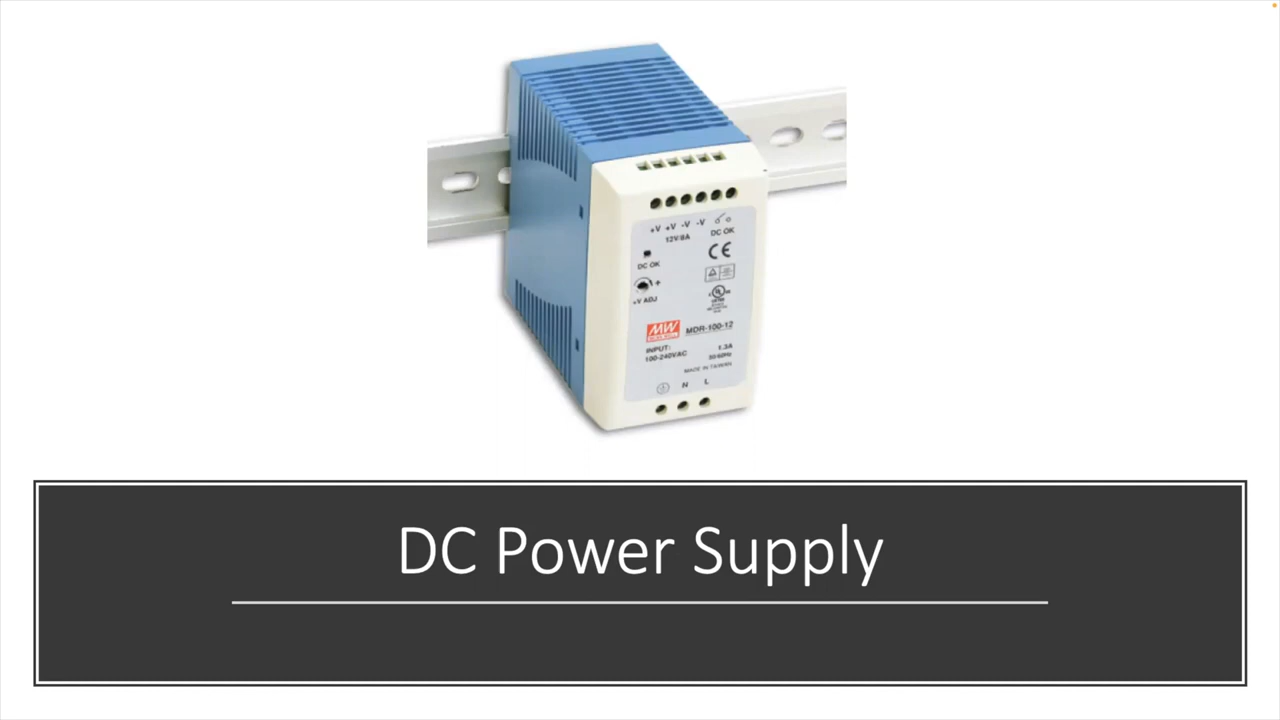 +V +V -V -V
12V/8A
DC OK
DC OK
+
+V ADJ
MW
MDR-100-12
INPUT: 1.3A
100-240VAC 50/60Hz
MADE IN TAIWAN
N L
DC Power Supply